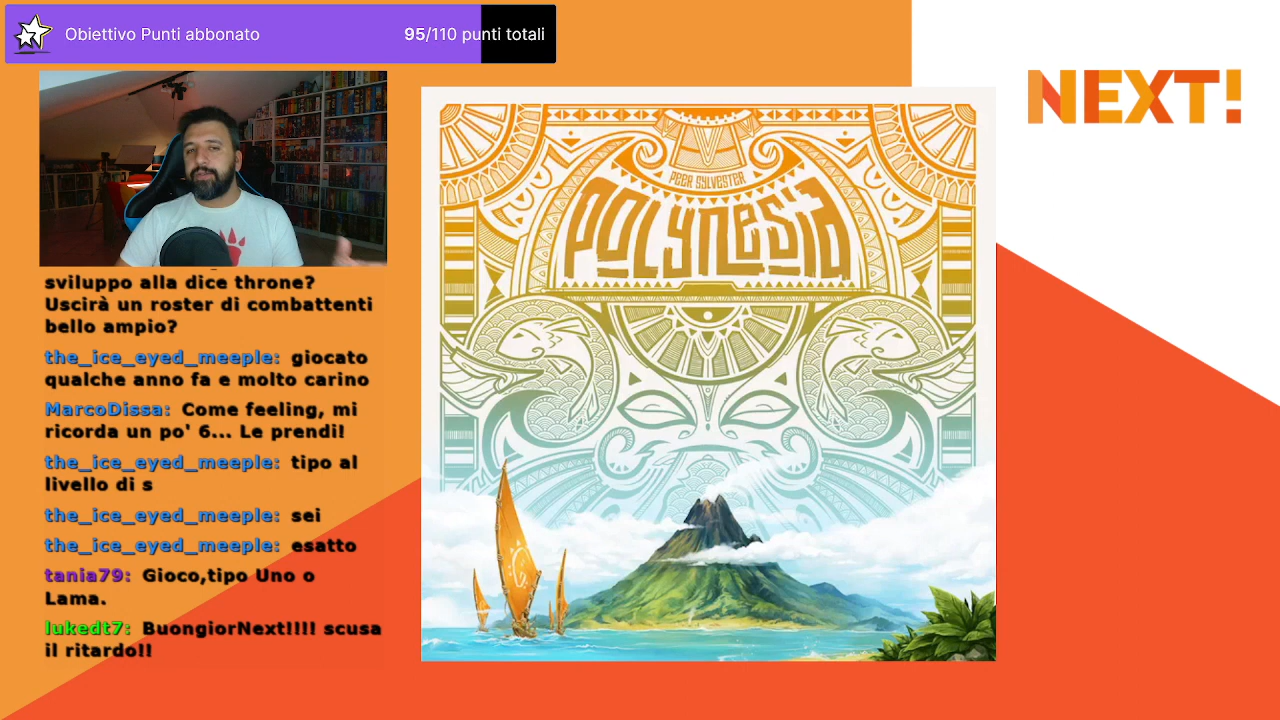 Obiettivo Punti abbonato 95/110 punti totali
NEXT!
PEER SYLVESTER
POLYNESIA
sviluppo alla dice throne?
Uscirà un roster di combattenti
bello ampio?
the_ice_eyed_meeple: giocato
qualche anno fa e molto carino
MarcoDissa: Come feeling, mi
ricorda un po' 6... Le prendi!
the_ice_eyed_meeple: tipo al
livello di s
the_ice_eyed_meeple: sei
the_ice_eyed_meeple: esatto
tania79: Gioco,tipo Uno o
Lama.
lukedt7: BuongiorNext!!!! scusa
il ritardo!!